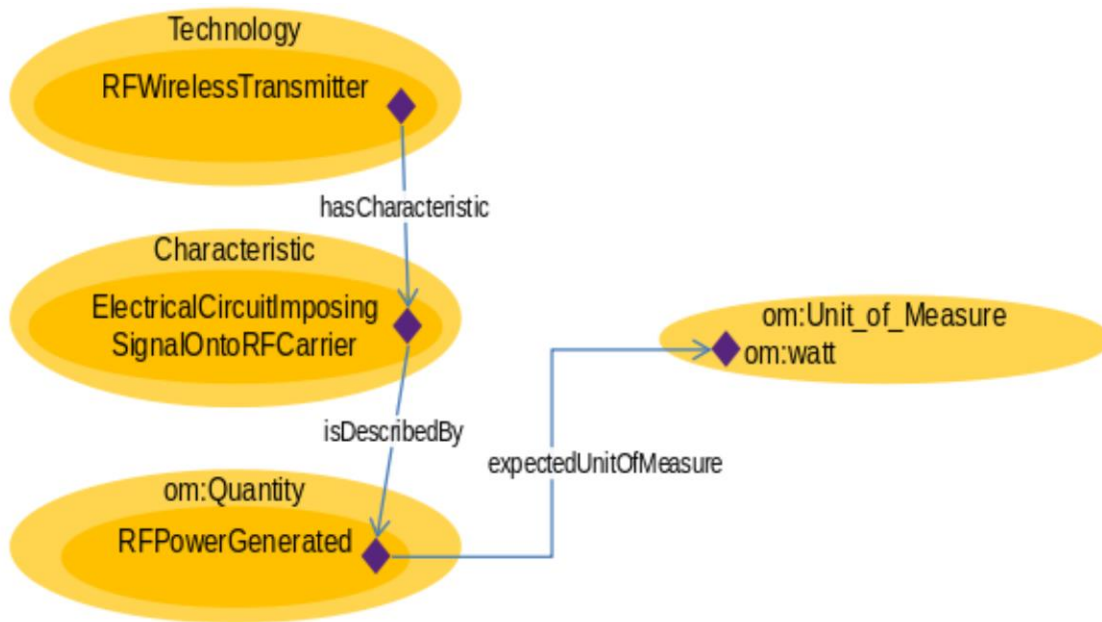 Technology
RFWirelessTransmitter
hasCharacteristic
Characteristic
ElectricalCircuitImposing
SignalOntoRFCarrier
om:Unit_of_Measure
om:watt
isDescribedBy
expectedUnitOfMeasure
om:Quantity
RFPowerGenerated